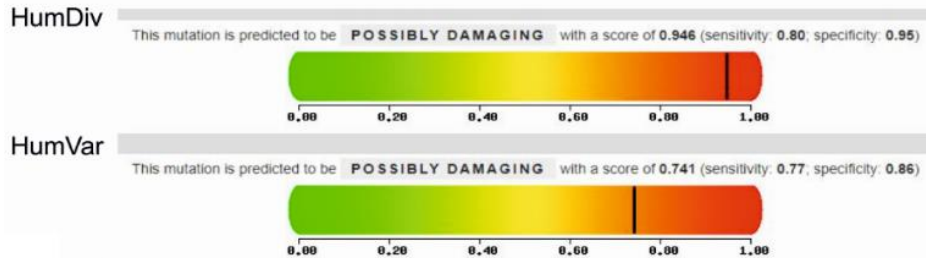 HumDiv
This mutation is predicted to be POSSIBLY DAMAGING with a score of 0.946 (sensitivity: 0.80; specificity: 0.95)
0.00 0.20 0.40 0.60 0.80 1.00
HumVar
This mutation is predicted to be POSSIBLY DAMAGING with a score of 0.741 (sensitivity: 0.77; specificity: 0.86)
0.00 0.20 0.40 0.60 0.80 1.00